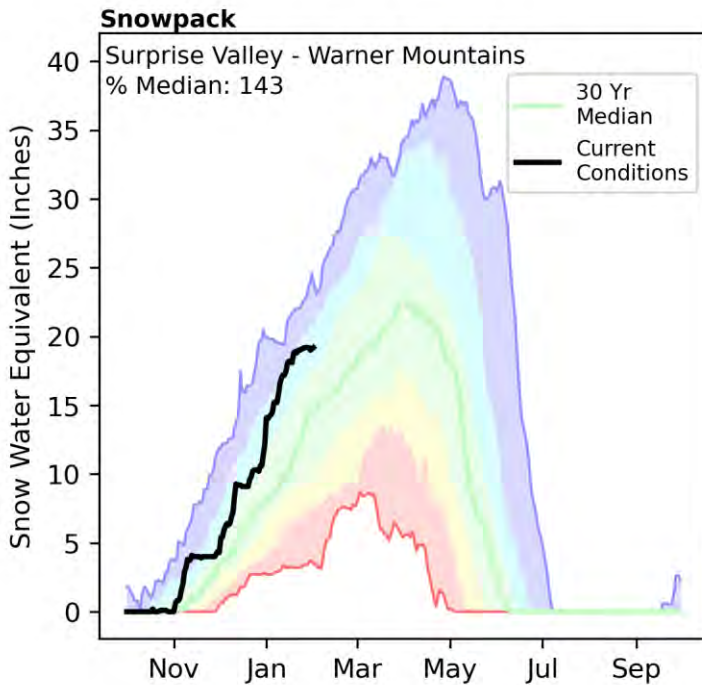 Snowpack
Surprise Valley - Warner Mountains
% Median: 143
30 Yr
Median
Current
Conditions
Snow Water Equivalent (Inches)
40
35
30
25
20
15
10
5
0
Nov Jan Mar May Jul Sep